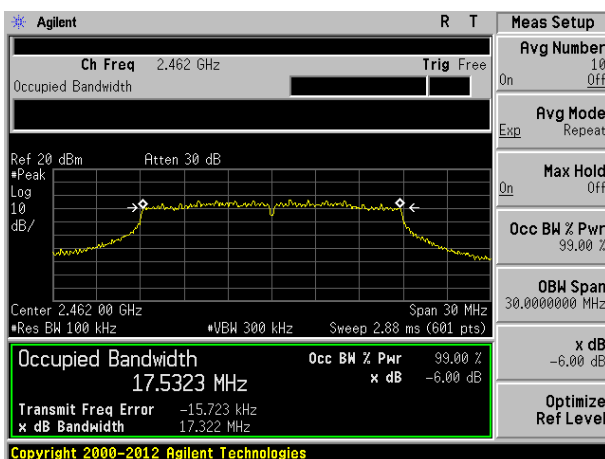 Agilent R T
Ch Freq 2.462 GHz Trig Free
Occupied Bandwidth
Ref 20 dBm Atten 30 dB
#Peak
Log
10
dB/
Center 2.462 00 GHz Span 30 MHz
#Res BW 100 kHz #VBW 300 kHz Sweep 2.88 ms (601 pts)
Occupied Bandwidth Occ BW % Pwr 99.00 %
17.5323 MHz x dB -6.00 dB
Transmit Freq Error -15.723 kHz
x dB Bandwidth 17.322 MHz
Copyright 2000-2012 Agilent Technologies
Meas Setup
Avg Number
10
On Off
Avg Mode
Exp Repeat
Max Hold
On Off
Occ BW % Pwr
99.00 %
OBW Span
30.0000000 MHz
x dB
-6.00 dB
Optimize
Ref Level